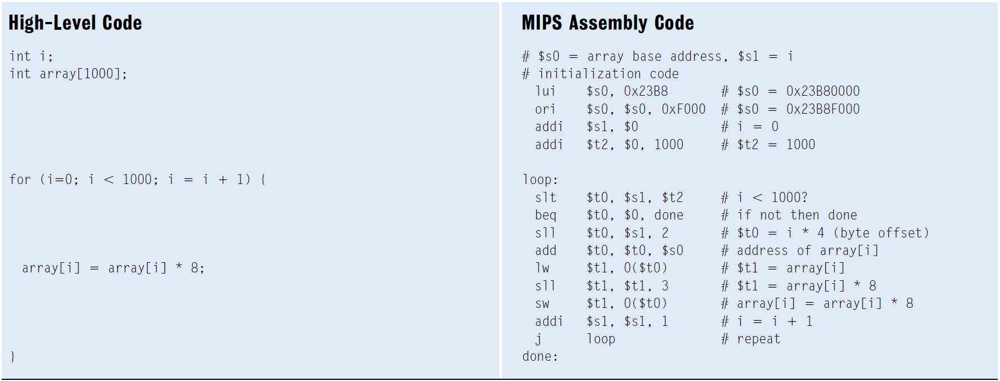 High-Level Code
int i;
int array[1000];
for (i=0; i < 1000; i = i + 1) {
array[i] = array[i] * 8;
}
MIPS Assembly Code
# $s0 = array base address, $s1 = i
# initialization code
lui $s0, 0x23B8 # $s0 = 0x23B80000
ori $s0, $s0, 0xF000 # $s0 = 0x23B8F000
addi $s1, $0 # i = 0
addi $t2, $0, 1000 # $t2 = 1000
loop:
slt $t0, $s1, $t2 # i < 1000?
beq $t0, $0, done # if not then done
sll $t0, $s1, 2 # $t0 = i * 4 (byte offset)
add $t0, $t0, $s0 # address of array[i]
lw $t1, 0($t0) # $t1 = array[i]
sll $t1, $t1, 3 # $t1 = array[i] * 8
sw $t1, 0($t0) # array[i] = array[i] * 8
addi $s1, $s1, 1 # i = i + 1
j loop # repeat
done: